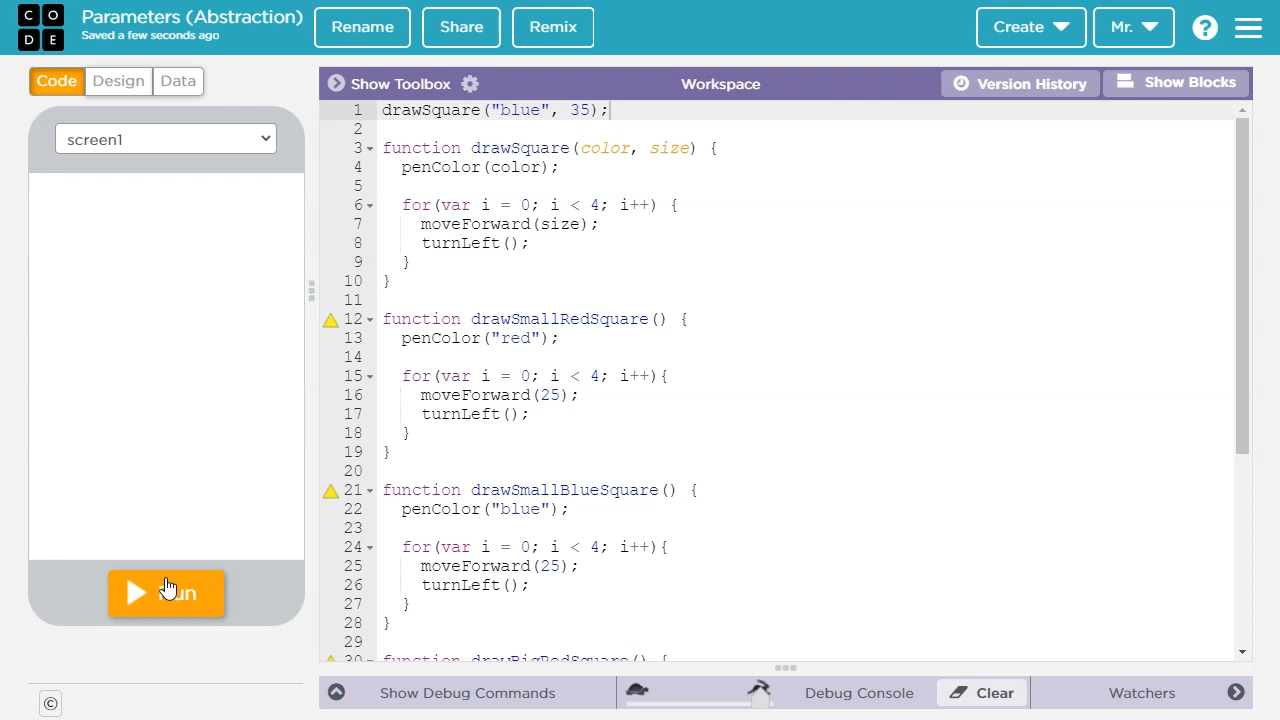 CODE
Parameters (Abstraction)
Saved a few seconds ago
Rename
Share
Remix
Create
Mr.
?
Code
Design
Data
Show Toolbox
Workspace
Version History
Show Blocks
screen1
1 drawSquare("blue", 35);
2
3 function drawSquare(color, size) {
4 penColor(color);
5
6 for(var i = 0; i < 4; i++) {
7 moveForward(size);
8 turnLeft();
9 }
10 }
11
12 function drawSmallRedSquare() {
13 penColor("red");
14
15 for(var i = 0; i < 4; i++){
16 moveForward(25);
17 turnLeft();
18 }
19 }
20
21 function drawSmallBlueSquare() {
22 penColor("blue");
23
24 for(var i = 0; i < 4; i++){
25 moveForward(25);
26 turnLeft();
27 }
28 }
29
30 function drawBigRedSquare() {
Run
©
Show Debug Commands
Debug Console
Clear
Watchers